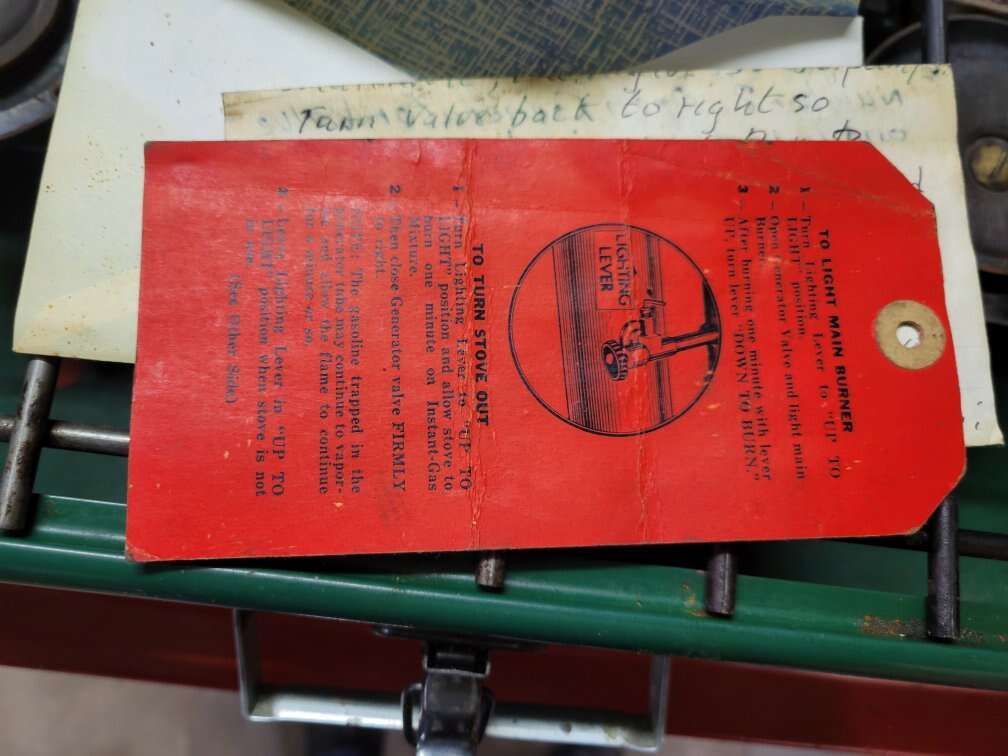 TO LIGHT MAIN BURNER
1 – Turn Lighting Lever to "UP TO
LIGHT" position.
2 – Open Generator Valve and light main
Burner
3 – After burning one minute with lever
UP, turn lever "DOWN TO BURN."
LIGHTING
LEVER
TO TURN STOVE OUT
1 – Turn Lighting Lever to "UP TO
LIGHT" position and allow stove to
burn one minute on Instant-Gas
Mixture.
2 – Then close Generator valve FIRMLY
to right.
NOTE: The gasoline trapped in the
generator tube may continue to vapor-
ize and allow the flame to continue
for a minute or so.
Leave Lighting Lever in "UP TO
LIGHT" position when stove is not
in use.
(See Other Side)
Turn valve back to right so